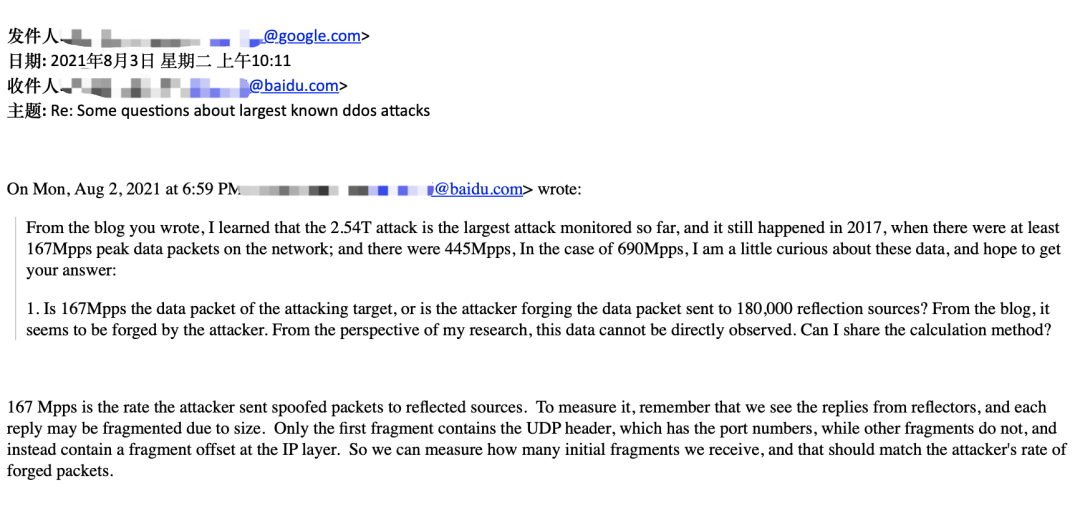 发件人
@google.com>
日期: 2021年8月3日 星期二 上午10:11
收件人
@baidu.com>
主题: Re: Some questions about largest known ddos attacks
On Mon, Aug 2, 2021 at 6:59 PM @baidu.com> wrote:
From the blog you wrote, I learned that the 2.54T attack is the largest attack monitored so far, and it still happened in 2017, when there were at least
167Mpps peak data packets on the network; and there were 445Mpps, In the case of 690Mpps, I am a little curious about these data, and hope to get
your answer:
1. Is 167Mpps the data packet of the attacking target, or is the attacker forging the data packet sent to 180,000 reflection sources? From the blog, it
seems to be forged by the attacker. From the perspective of my research, this data cannot be directly observed. Can I share the calculation method?
167 Mpps is the rate the attacker sent spoofed packets to reflected sources.  To measure it, remember that we see the replies from reflectors, and each
reply may be fragmented due to size.  Only the first fragment contains the UDP header, which has the port numbers, while other fragments do not, and
instead contain a fragment offset at the IP layer.  So we can measure how many initial fragments we receive, and that should match the attacker's rate of
forged packets.